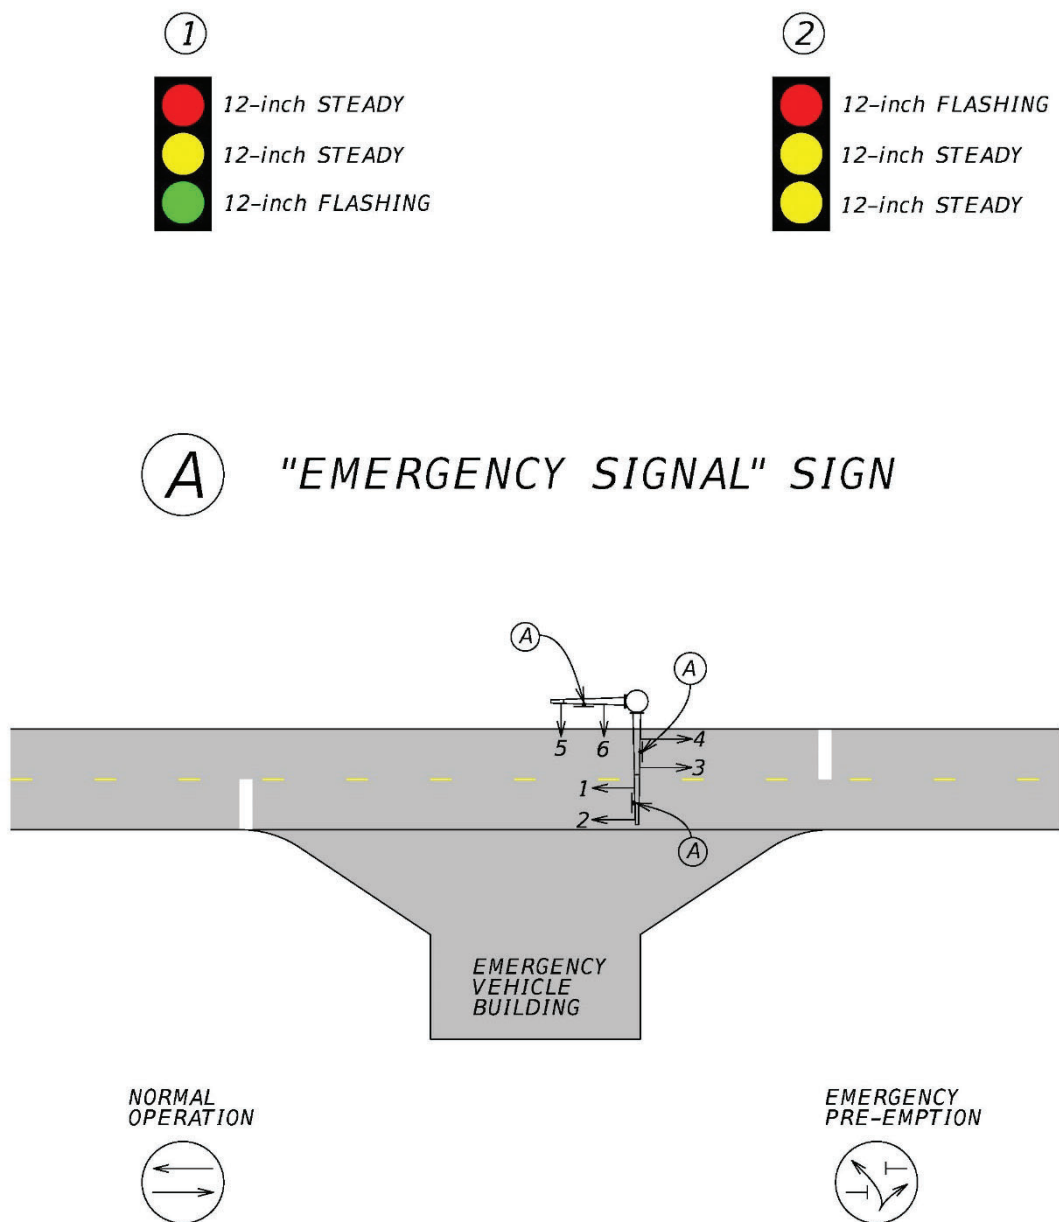 1
2
12-inch STEADY
12-inch STEADY
12-inch FLASHING
12-inch FLASHING
12-inch STEADY
12-inch STEADY
A
"EMERGENCY SIGNAL" SIGN
A
A
5
6
4
3
1
2
A
EMERGENCY
VEHICLE
BUILDING
NORMAL
OPERATION
EMERGENCY
PRE-EMPTION